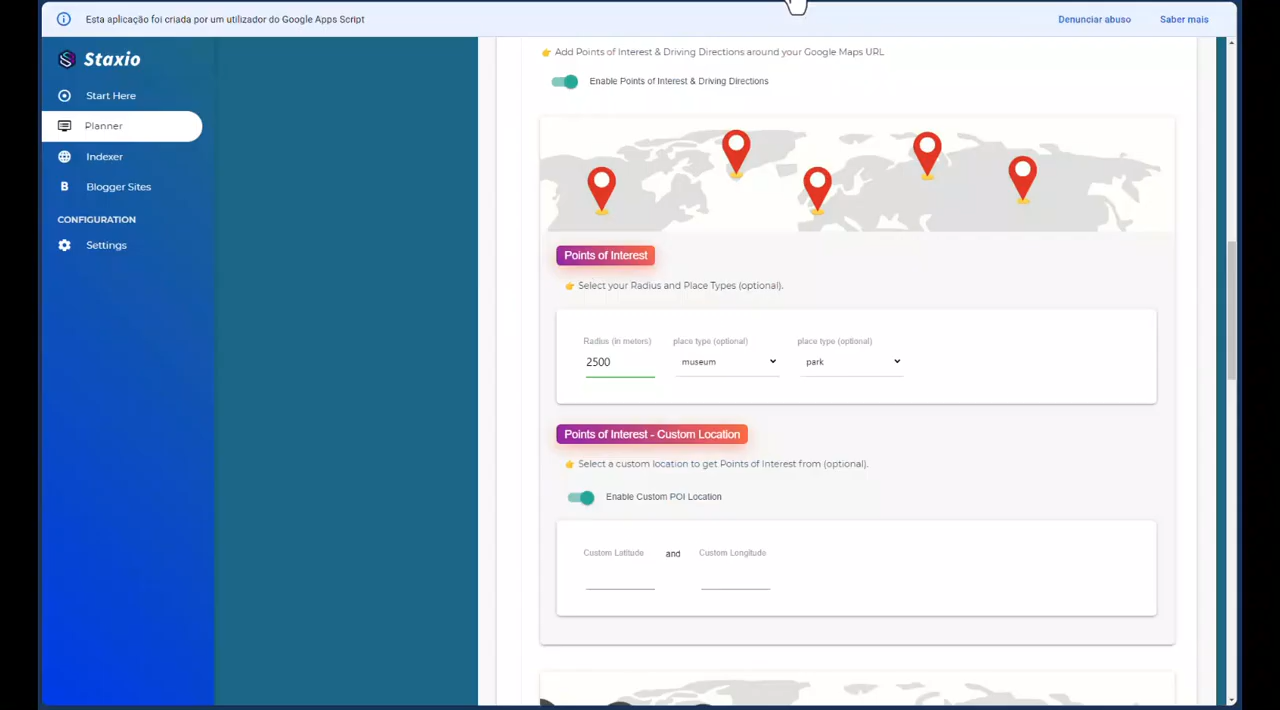 Esta aplicação foi criada por um utilizador do Google Apps Script
Denunciar abuso
Saber mais
Staxio
Start Here
Planner
Indexer
B Blogger Sites
CONFIGURATION
Settings
👉 Add Points of Interest & Driving Directions around your Google Maps URL
Enable Points of Interest & Driving Directions
Points of Interest
👉 Select your Radius and Place Types (optional).
Radius (in meters) place type (optional) place type (optional)
2500 museum park
Points of Interest - Custom Location
👉 Select a custom location to get Points of Interest from (optional).
Enable Custom POI Location
Custom Latitude and Custom Longitude